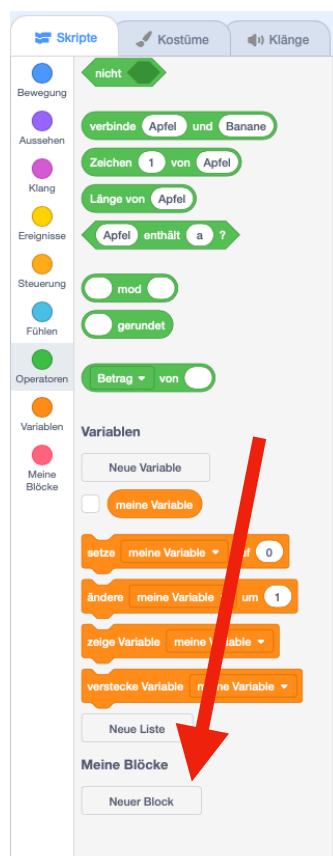 Skripte
Kostüme
Klänge
Bewegung
Aussehen
Klang
Ereignisse
Steuerung
Fühlen
Operatoren
Variablen
Meine
Blöcke
nicht
verbinde Apfel und Banane
Zeichen 1 von Apfel
Länge von Apfel
Apfel enthält a ?
mod
gerundet
Betrag von
Variablen
Neue Variable
meine Variable
setze meine Variable 0
ändere meine Variable um 1
zeige Variable meine Variable
verstecke Variable meine Variable
Neue Liste
Meine Blöcke
Neuer Block